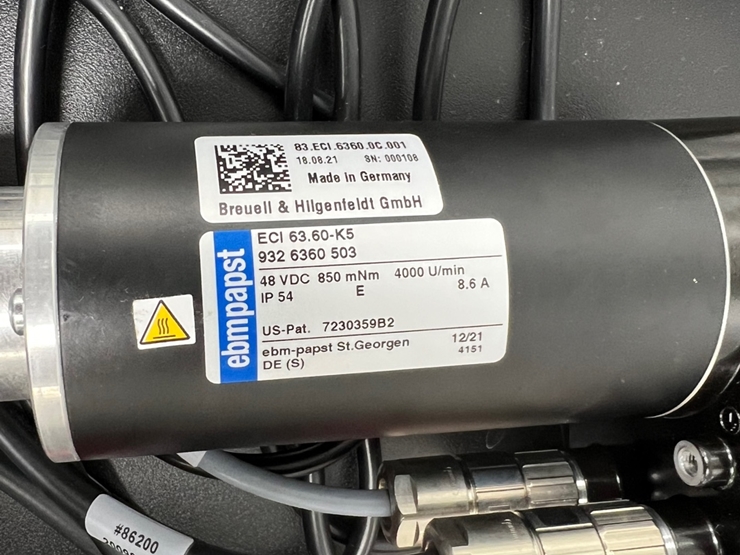 83.ECI.6360.0C.001
18.08.21 SN: 000108
Made in Germany
Breuell & Hilgenfeldt GmbH
ebmpapst
ECI 63.60-K5
932 6360 503
48 VDC 850 mNm 4000 U/min
IP 54 E 8.6 A
US-Pat. 7230359B2
ebm-papst St.Georgen 12/21
DE (S) 4151
#86200